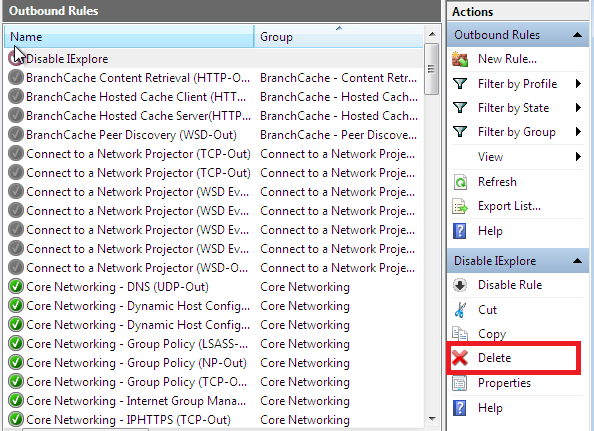 Outbound Rules
Name Group
Disable IExplore
BranchCache Content Retrieval (HTTP-O... BranchCache - Content Retr...
BranchCache Hosted Cache Client (HTT... BranchCache - Hosted Cach...
BranchCache Hosted Cache Server(HTTP... BranchCache - Hosted Cach...
BranchCache Peer Discovery (WSD-Out) BranchCache - Peer Discove...
Connect to a Network Projector (TCP-Out) Connect to a Network Proje...
Connect to a Network Projector (TCP-Out) Connect to a Network Proje...
Connect to a Network Projector (WSD Ev... Connect to a Network Proje...
Connect to a Network Projector (WSD Ev... Connect to a Network Proje...
Connect to a Network Projector (WSD Ev... Connect to a Network Proje...
Connect to a Network Projector (WSD Ev... Connect to a Network Proje...
Connect to a Network Projector (WSD-O... Connect to a Network Proje...
Core Networking - DNS (UDP-Out) Core Networking
Core Networking - Dynamic Host Config... Core Networking
Core Networking - Dynamic Host Config... Core Networking
Core Networking - Group Policy (LSASS-... Core Networking
Core Networking - Group Policy (NP-Out) Core Networking
Core Networking - Group Policy (TCP-O... Core Networking
Core Networking - Internet Group Mana... Core Networking
Core Networking - IPHTTPS (TCP-Out) Core Networking
Actions
Outbound Rules
New Rule...
Filter by Profile
Filter by State
Filter by Group
View
Refresh
Export List...
Help
Disable IExplore
Disable Rule
Cut
Copy
Delete
Properties
Help